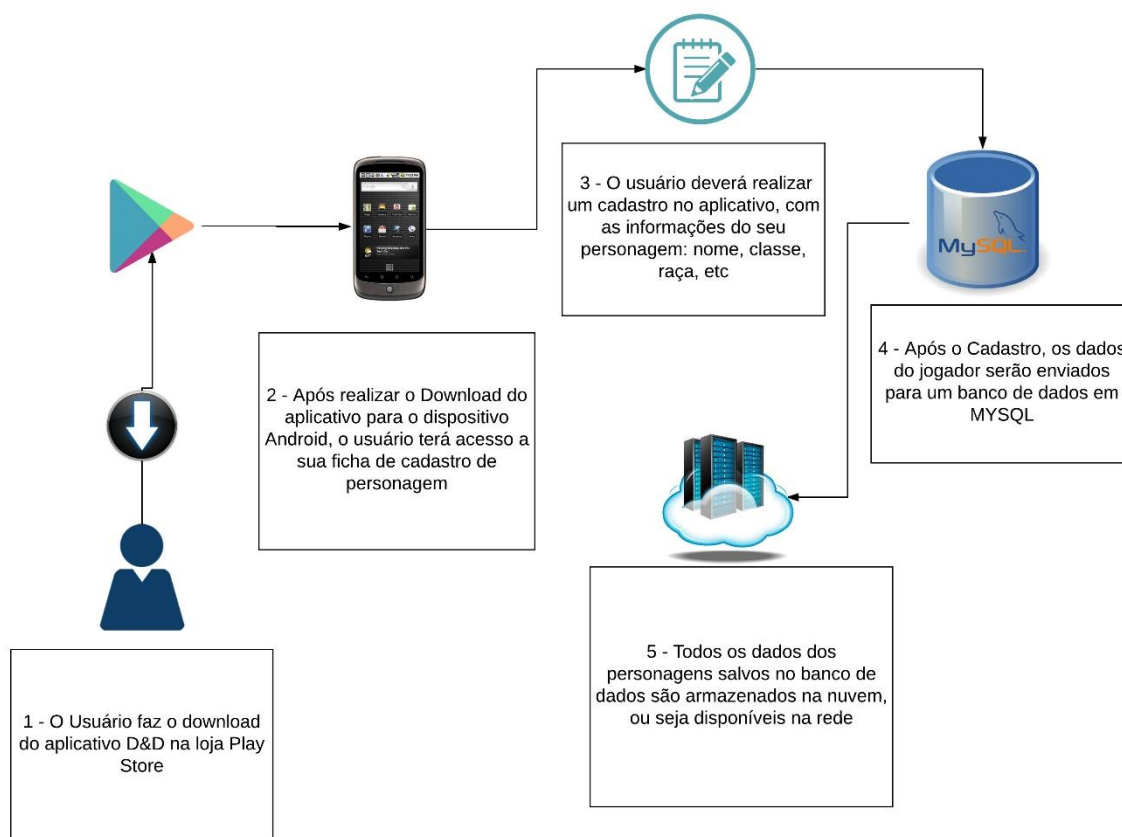 3 - O usuário deverá realizar
um cadastro no aplicativo, com
as informações do seu
personagem: nome, classe,
raça, etc
MySQL
2 - Após realizar o Download do
aplicativo para o dispositivo
Android, o usuário terá acesso a
sua ficha de cadastro de
personagem
4 - Após o Cadastro, os dados
do jogador serão enviados
para um banco de dados em
MYSQL
1 - O Usuário faz o download
do aplicativo D&D na loja Play
Store
5 - Todos os dados dos
personagens salvos no banco de
dados são armazenados na nuvem,
ou seja disponíveis na rede